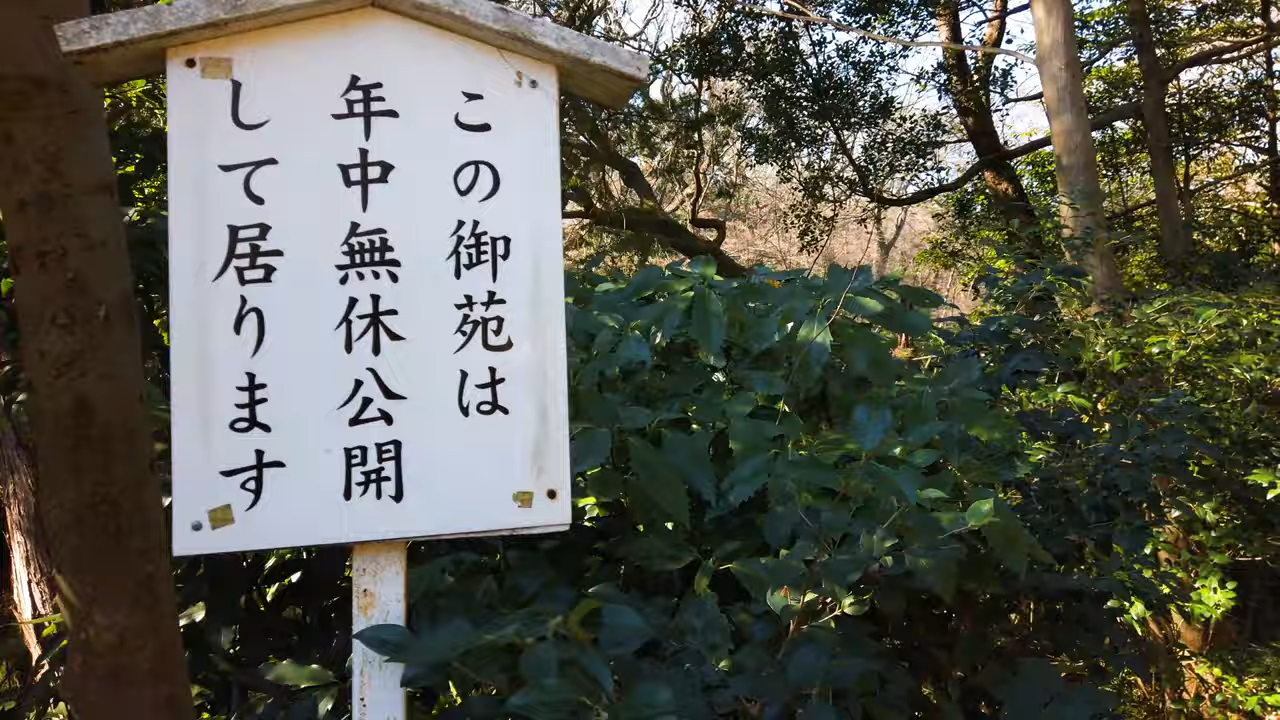 この御苑は
年中無休公開
して居ります